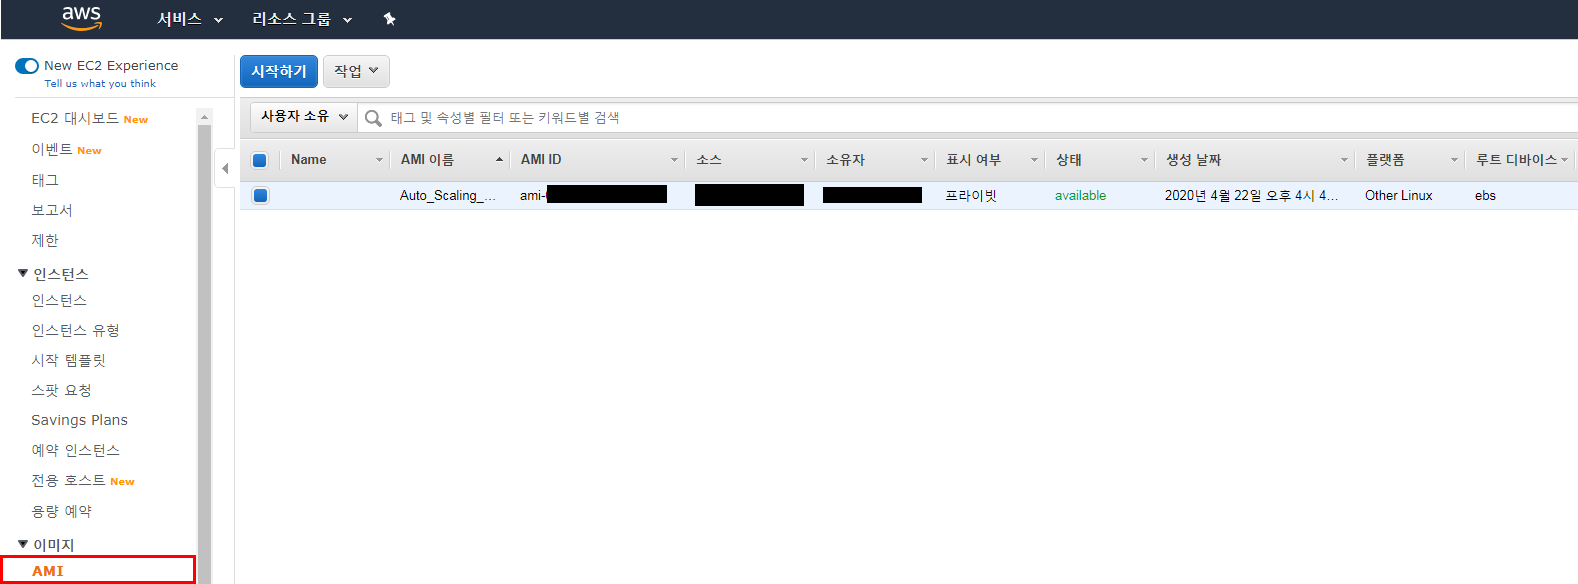 aws 서비스 리소스 그룹
New EC2 Experience
Tell us what you think
EC2 대시보드 New
이벤트 New
태그
보고서
제한
인스턴스
인스턴스
인스턴스 유형
시작 템플릿
스팟 요청
Savings Plans
예약 인스턴스
전용 호스트 New
용량 예약
이미지
AMI
시작하기 작업
사용자 소유 태그 및 속성별 필터 또는 키워드별 검색
Name AMI 이름 AMI ID 소스 소유자 표시 여부 상태 생성 날짜 플랫폼 루트 디바이스
Auto_Scaling_... ami- 프라이빗 available 2020년 4월 22일 오후 4시 4... Other Linux ebs